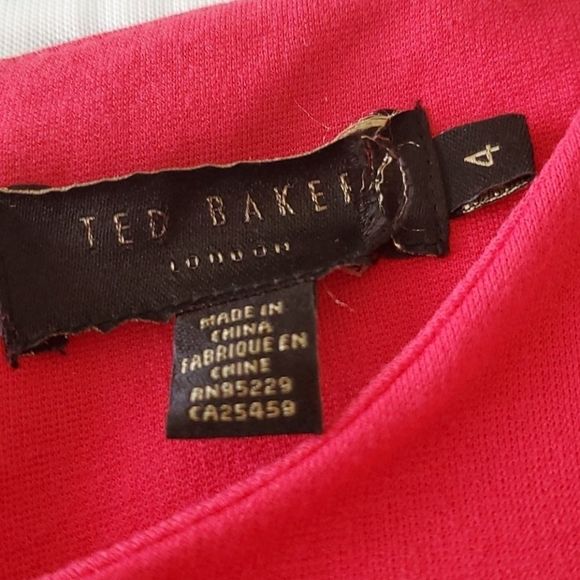 TED BAKER
LONDON
4
MADE IN
CHINA
FABRIQUE EN
CHINE
RN95229
CA25459